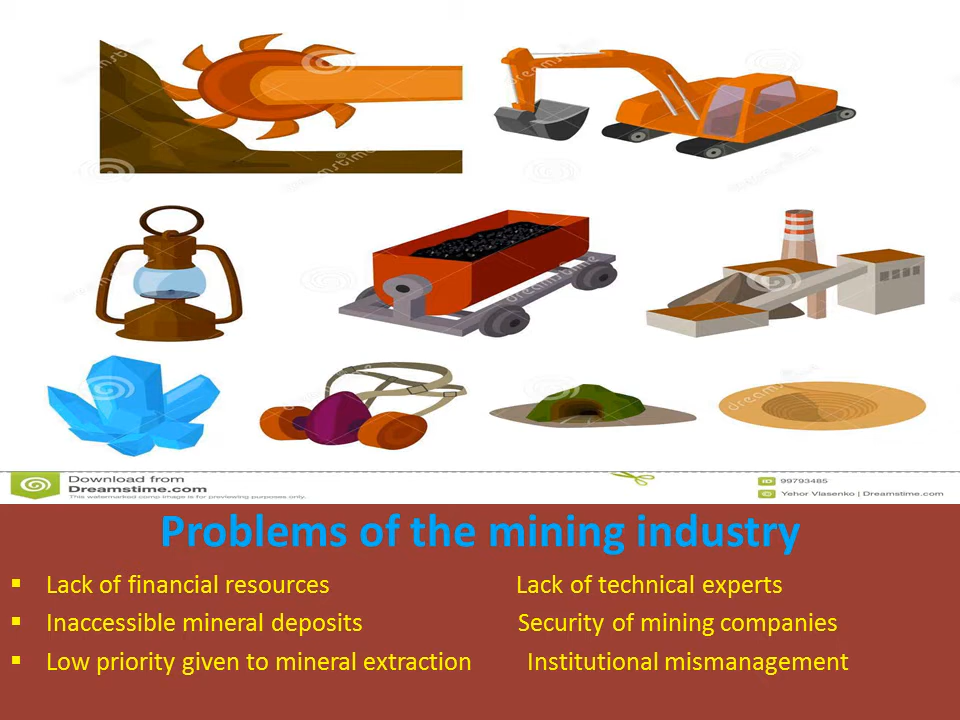 Download from
Dreamstime.com
This watermarked comp image is for previewing purposes only.
ID 99793485
Yehor Vlasenko | Dreamstime.com
Problems of the mining industry
Lack of financial resources Lack of technical experts
Inaccessible mineral deposits Security of mining companies
Low priority given to mineral extraction Institutional mismanagement